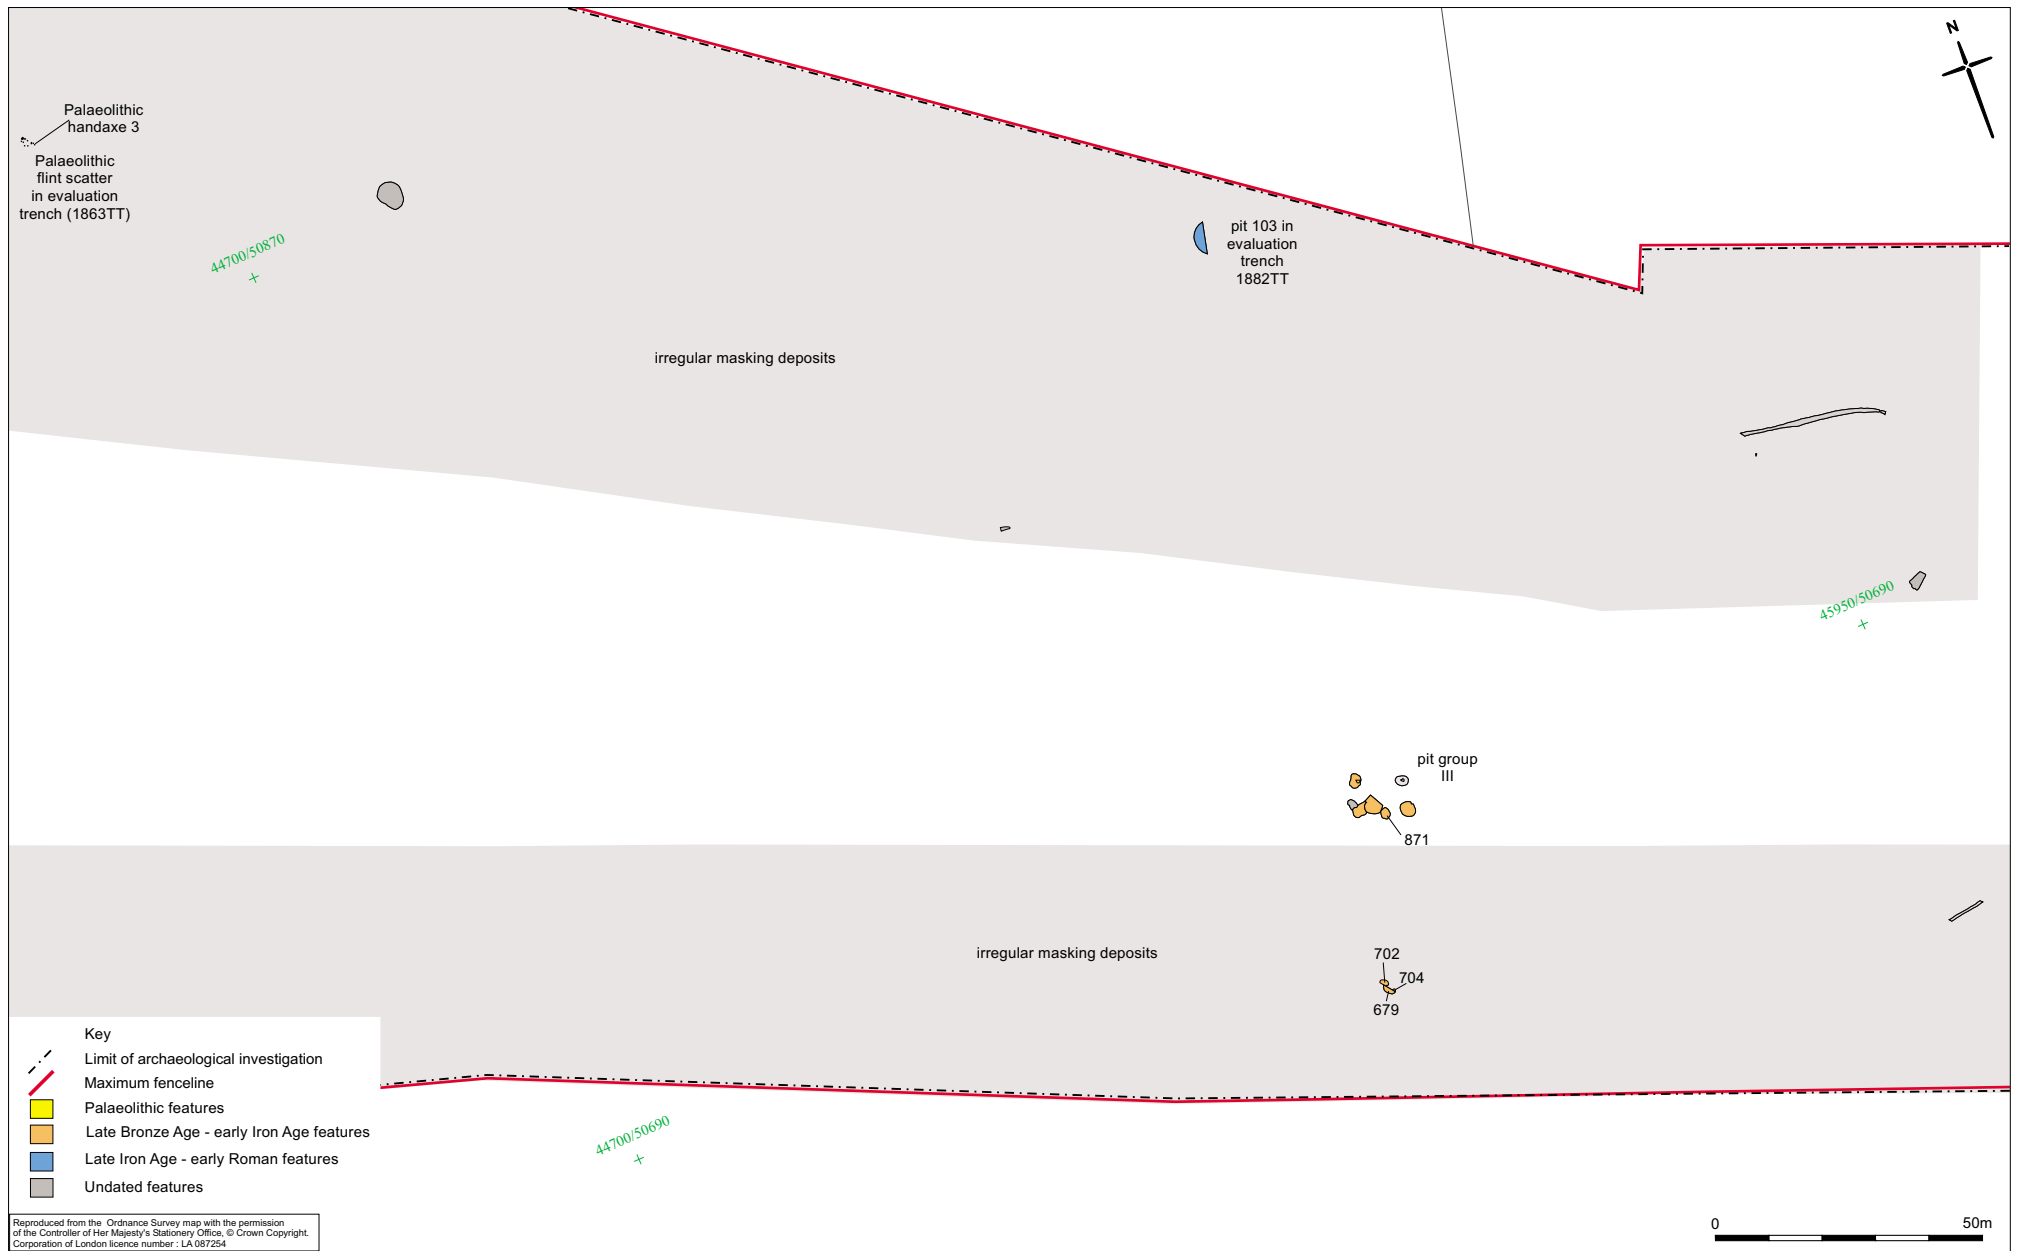 N
Palaeolithic
handaxe 3
Palaeolithic
flint scatter
in evaluation
trench (1863TT)
44700/50870
pit 103 in
evaluation
trench
1882TT
irregular masking deposits
45950/50690
pit group
III
871
irregular masking deposits
702
704
679
Key
Limit of archaeological investigation
Maximum fenceline
Palaeolithic features
Late Bronze Age - early Iron Age features
Late Iron Age - early Roman features
Undated features
44700/50690
Reproduced from the Ordnance Survey map with the permission
of the Controller of Her Majesty's Stationery Office, © Crown Copyright.
Corporation of London licence number : LA 087254
0 50m